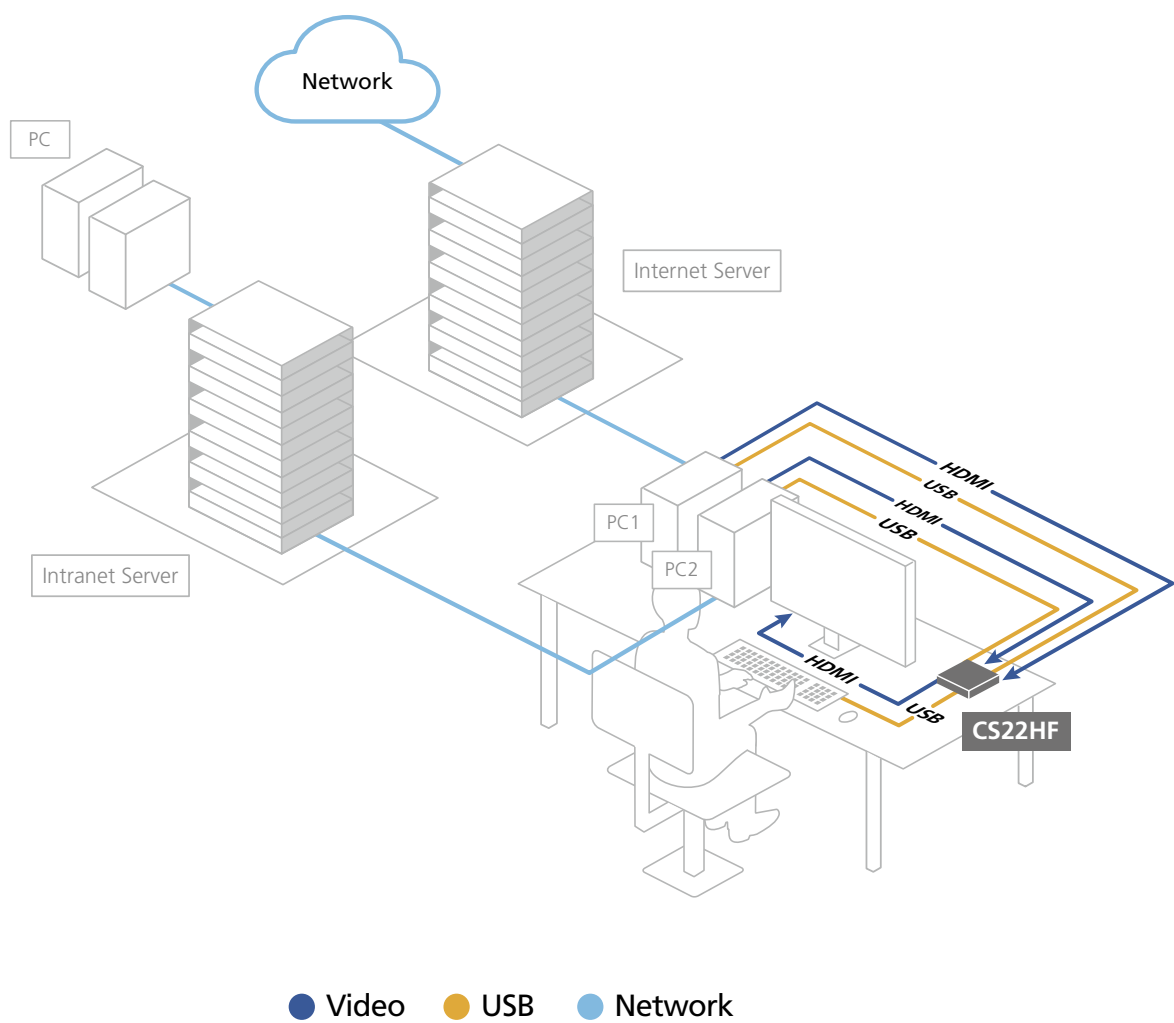 Network
PC
Internet Server
HDMI
USB
HDMI
USB
PC1
PC2
Intranet Server
HDMI
USB
CS22HF
Video
USB
Network